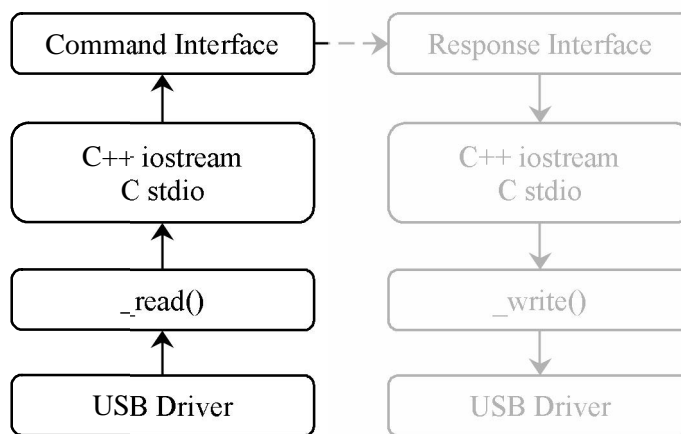 Command Interface
Response Interface
C++ iostream
C stdio
C++ iostream
C stdio
_read()
_write()
USB Driver
USB Driver